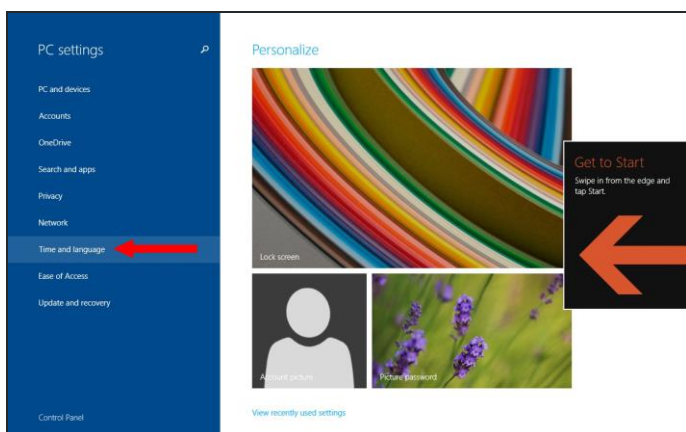 PC settings
PC and devices
Accounts
OneDrive
Search and apps
Privacy
Network
Time and language
Ease of Access
Update and recovery
Control Panel
Personalize
Lock screen
Account picture
Picture password
View recently used settings
Get to Start
Swipe in from the edge and
tap Start.